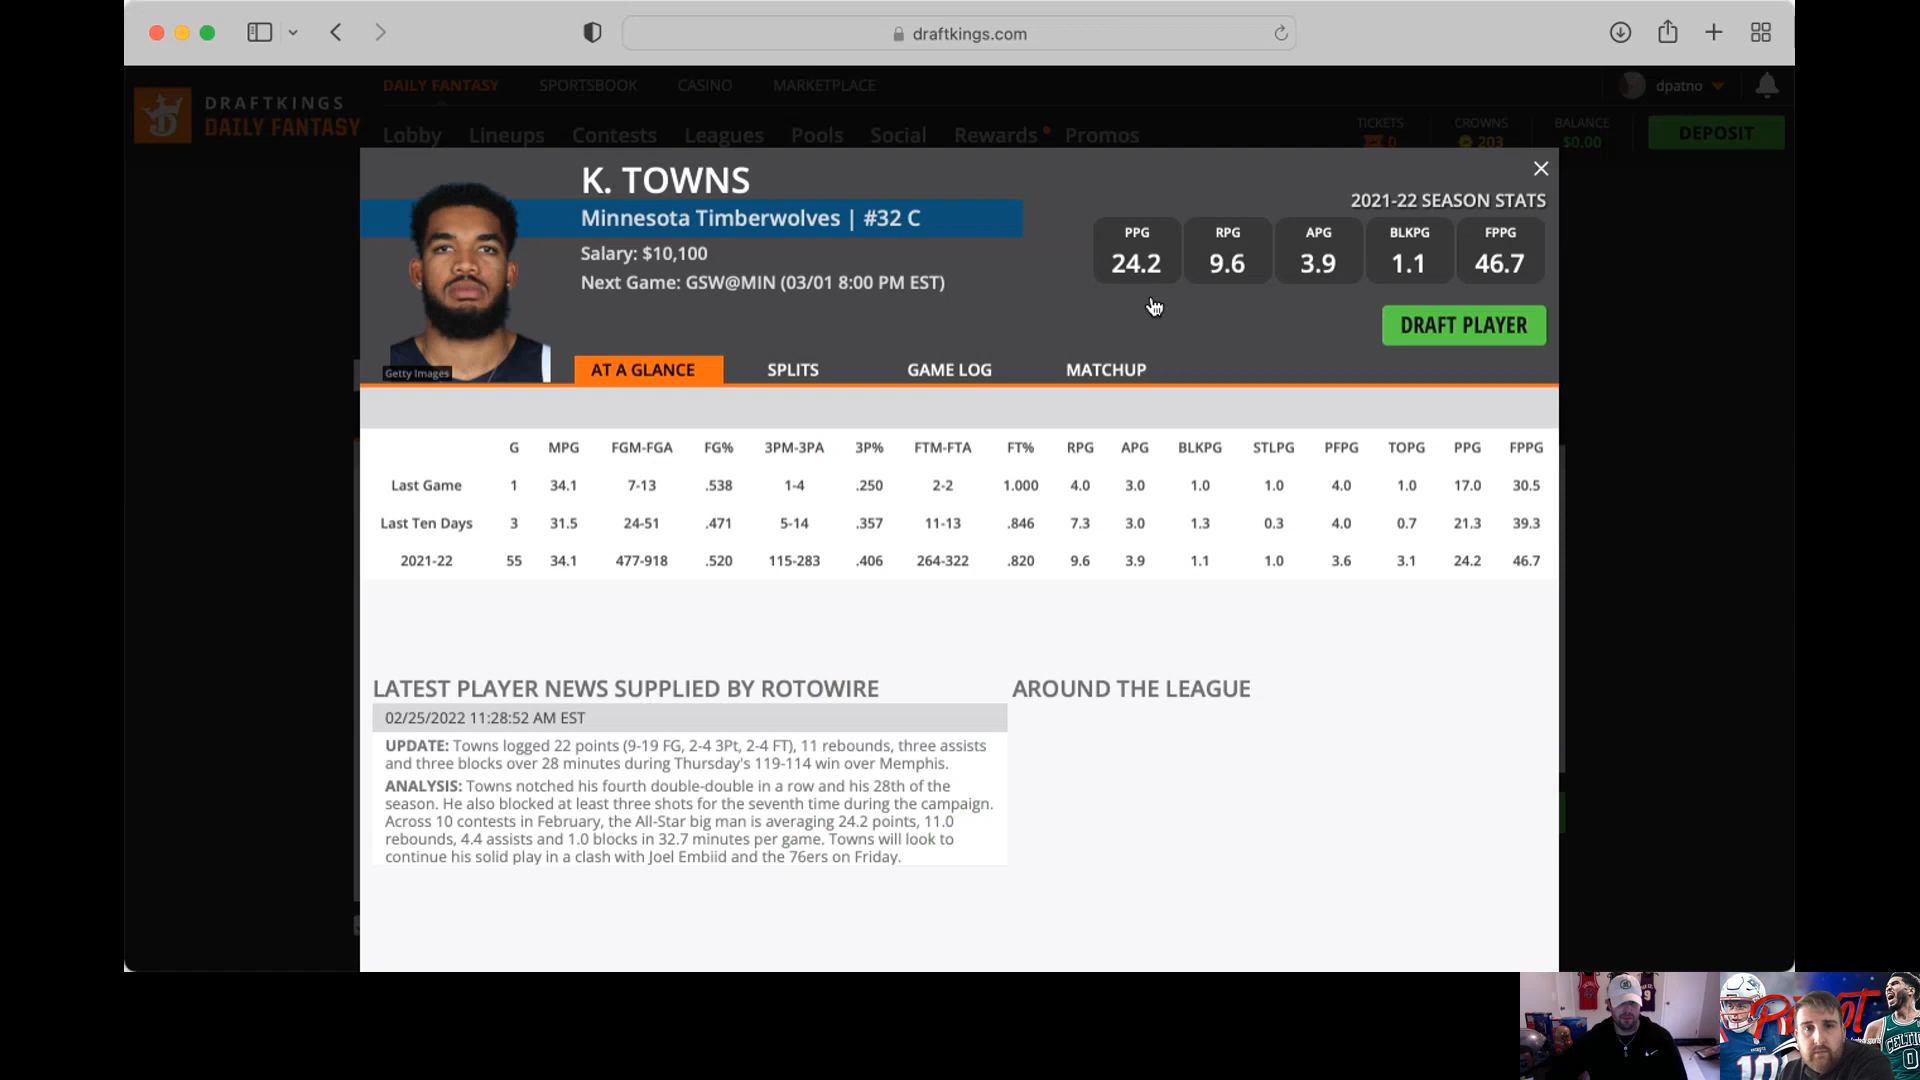 draftkings.com
DRAFTKINGS
DAILY FANTASY
DAILY FANTASY SPORTSBOOK CASINO MARKETPLACE
dpatno
Lobby Lineups Contests Leagues Pools Social Rewards Promos
TICKETS CROWNS BALANCE
0 203 $0.00
DEPOSIT
K. TOWNS
Minnesota Timberwolves | #32 C
Salary: $10,100
Next Game: GSW@MIN (03/01 8:00 PM EST)
2021-22 SEASON STATS
PPG RPG APG BLKPG FPPG
24.2 9.6 3.9 1.1 46.7
DRAFT PLAYER
Getty Images
AT A GLANCE SPLITS GAME LOG MATCHUP
G MPG FGM-FGA FG% 3PM-3PA 3P% FTM-FTA FT% RPG APG BLKPG STLPG PFPG TOPG PPG FPPG
Last Game 1 34.1 7-13 .538 1-4 .250 2-2 1.000 4.0 3.0 1.0 1.0 4.0 1.0 17.0 30.5
Last Ten Days 3 31.5 24-51 .471 5-14 .357 11-13 .846 7.3 3.0 1.3 0.3 4.0 0.7 21.3 39.3
2021-22 55 34.1 477-918 .520 115-283 .406 264-322 .820 9.6 3.9 1.1 1.0 3.6 3.1 24.2 46.7
LATEST PLAYER NEWS SUPPLIED BY ROTOWIRE
02/25/2022 11:28:52 AM EST
UPDATE: Towns logged 22 points (9-19 FG, 2-4 3Pt, 2-4 FT), 11 rebounds, three assists
and three blocks over 28 minutes during Thursday's 119-114 win over Memphis.
ANALYSIS: Towns notched his fourth double-double in a row and his 28th of the
season. He also blocked at least three shots for the seventh time during the campaign.
Across 10 contests in February, the All-Star big man is averaging 24.2 points, 11.0
rebounds, 4.4 assists and 1.0 blocks in 32.7 minutes per game. Towns will look to
continue his solid play in a clash with Joel Embiid and the 76ers on Friday.
AROUND THE LEAGUE